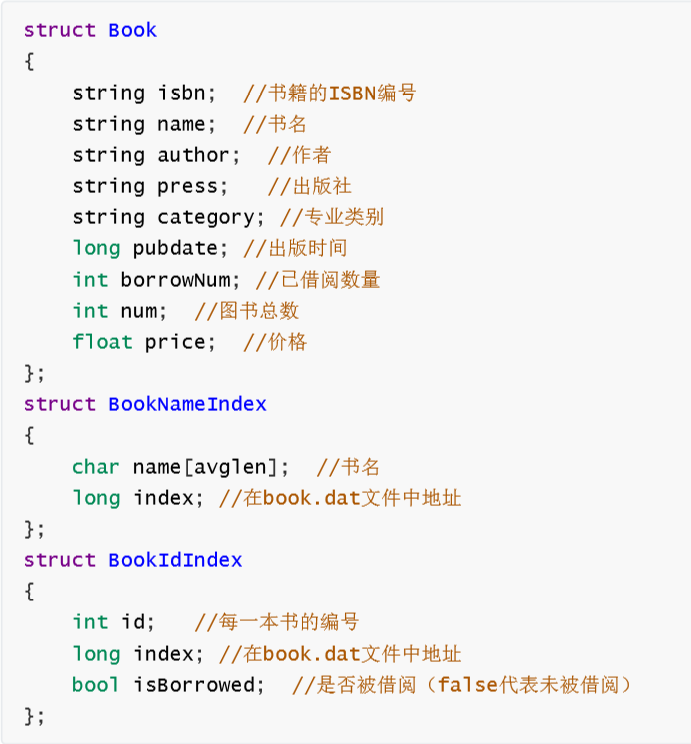 struct Book
{
    string isbn;  //书籍的ISBN编号
    string name;  //书名
    string author;  //作者
    string press;   //出版社
    string category; //专业类别
    long pubdate; //出版时间
    int borrowNum; //已借阅数量
    int num;  //图书总数
    float price;  //价格
};
struct BookNameIndex
{
    char name[avglen];  //书名
    long index; //在book.dat文件中地址
};
struct BookIdIndex
{
    int id;   //每一本书的编号
    long index; //在book.dat文件中地址
    bool isBorrowed;  //是否被借阅（false代表未被借阅）
};